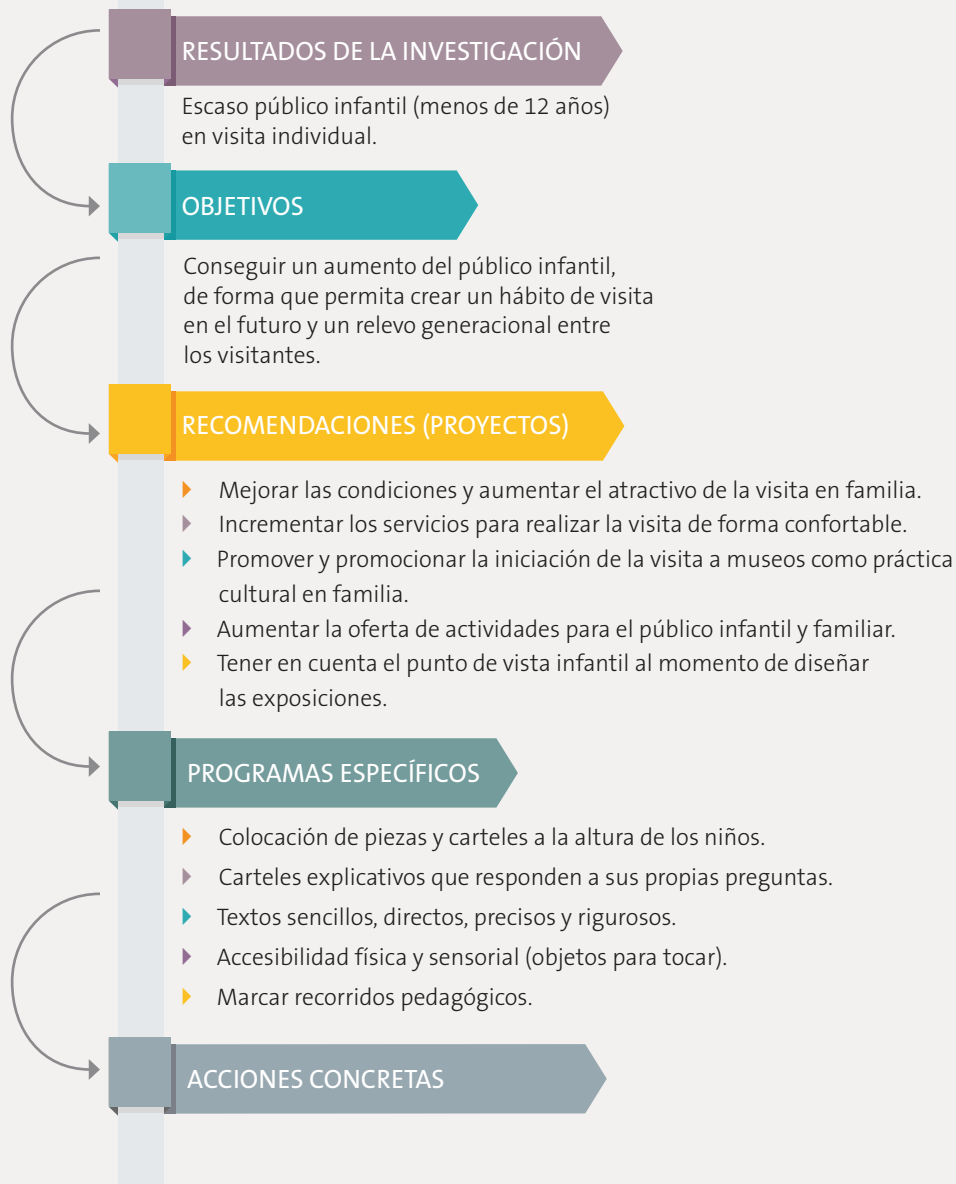 RESULTADOS DE LA INVESTIGACIÓN
Escaso público infantil (menos de 12 años)
en visita individual.
OBJETIVOS
Conseguir un aumento del público infantil,
de forma que permita crear un hábito de visita
en el futuro y un relevo generacional entre
los visitantes.
RECOMENDACIONES (PROYECTOS)
Mejorar las condiciones y aumentar el atractivo de la visita en familia.
Incrementar los servicios para realizar la visita de forma confortable.
Promover y promocionar la iniciación de la visita a museos como práctica
cultural en familia.
Aumentar la oferta de actividades para el público infantil y familiar.
Tener en cuenta el punto de vista infantil al momento de diseñar
las exposiciones.
PROGRAMAS ESPECÍFICOS
Colocación de piezas y carteles a la altura de los niños.
Carteles explicativos que responden a sus propias preguntas.
Textos sencillos, directos, precisos y rigurosos.
Accesibilidad física y sensorial (objetos para tocar).
Marcar recorridos pedagógicos.
ACCIONES CONCRETAS